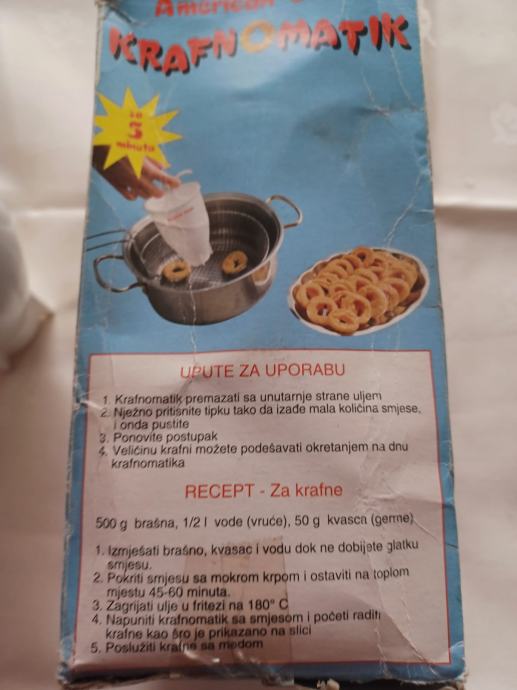 American
KRAFNOMATIK
za
5
minuta
UPUTE ZA UPORABU
1. Krafnomatik premazati sa unutarnje strane uljem
2. Nježno pritisnite tipku tako da izađe mala količina smjese,
i onda pustite
3. Ponovite postupak
4. Veličinu krafni možete podešavati okretanjem na dnu
krafnomatika
RECEPT - Za krafne
500 g brašna, 1/2 l vode (vruće), 50 g kvasca (germe)
1. Izmješati brašno, kvasac i vodu dok ne dobijete glatku
smjesu.
2. Pokriti smjesu sa mokrom krpom i ostaviti na toplom
mjestu 45-60 minuta.
3. Zagrijati ulje u fritezi na 180° C
4. Napuniti krafnomatik sa smjesom i početi raditi
krafne kao šro je prikazano na slici
5. Poslužiti krafne sa medom